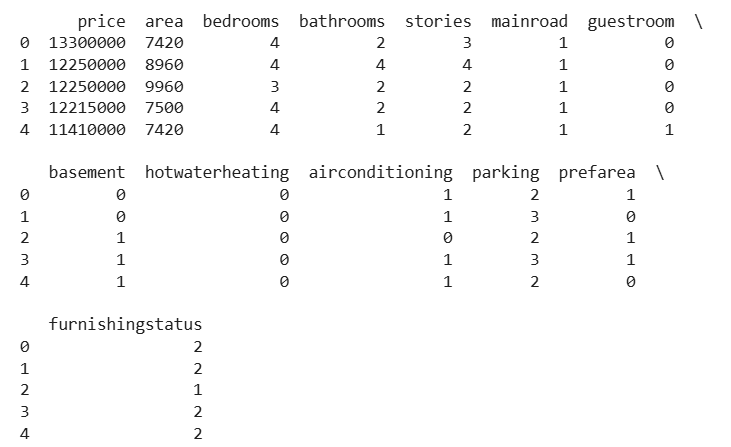 price area bedrooms bathrooms stories mainroad guestroom \
0 13300000 7420 4 2 3 1 0
1 12250000 8960 4 4 4 1 0
2 12250000 9960 3 2 2 1 0
3 12215000 7500 4 2 2 1 0
4 11410000 7420 4 1 2 1 1
basement hotwaterheating airconditioning parking prefarea \
0 0 0 1 2 1
1 0 0 1 3 0
2 1 0 0 2 1
3 1 0 1 3 1
4 1 0 1 2 0
furnishingstatus
0 2
1 2
2 1
3 2
4 2